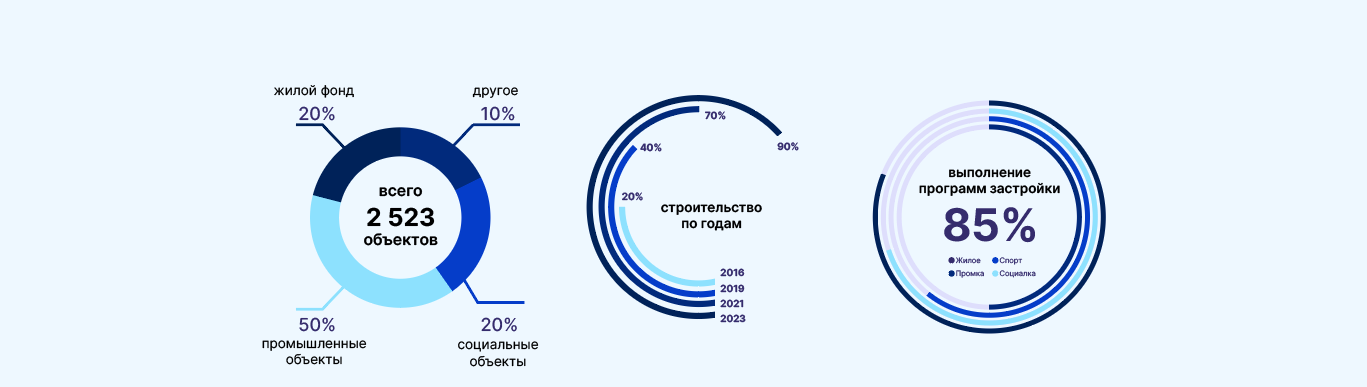 жилой фонд
20%
другое
10%
всего
2 523
объектов
50%
промышленные
объекты
20%
социальные
объекты
70%
90%
40%
20%
строительство
по годам
2016
2019
2021
2023
выполнение
программ застройки
85%
Жилое Спорт
Промка Социалка